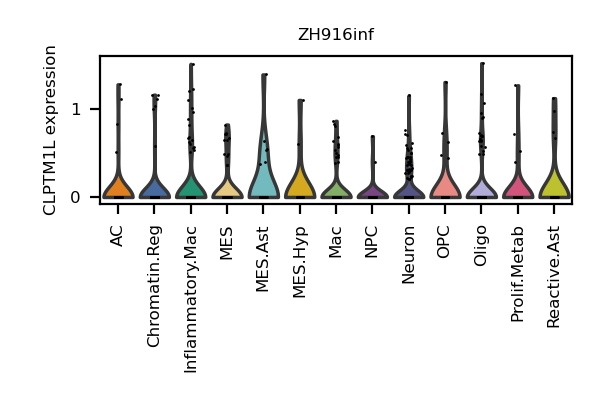 ZH916inf
CLPTM1L expression
1
0
AC
Chromatin.Reg
Inflammatory.Mac
MES
MES.Ast
MES.Hyp
Mac
NPC
Neuron
OPC
Oligo
Prolif.Metab
Reactive.Ast